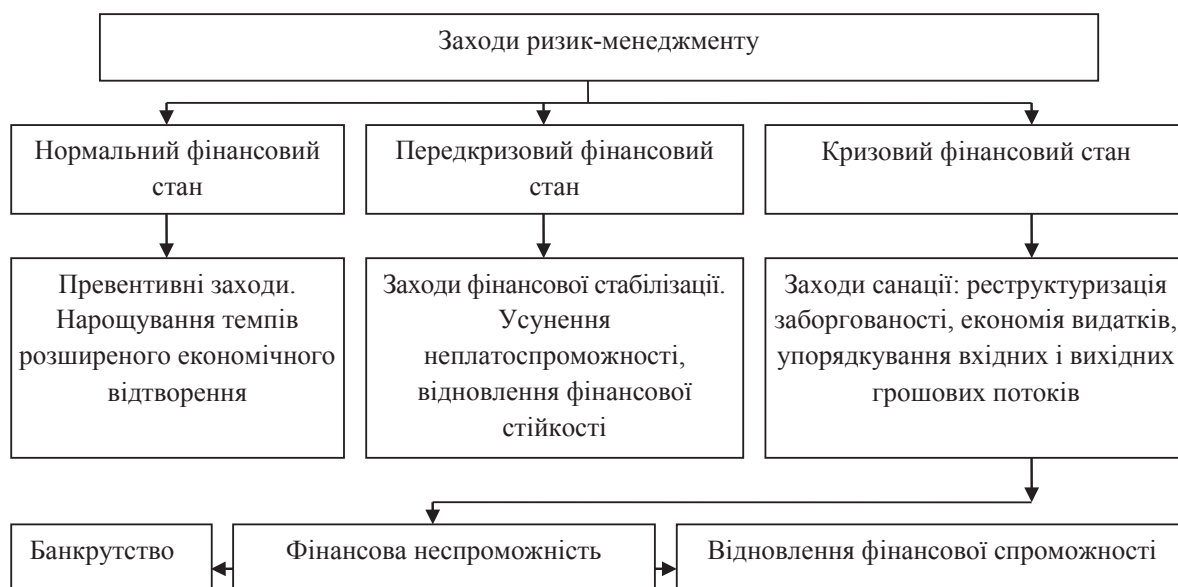 Заходи ризик-менеджменту
Нормальний фінансовий
стан
Передкризовий фінансовий
стан
Кризовий фінансовий стан
Превентивні заходи.
Нарощування темпів
розширеного економічного
відтворення
Заходи фінансової стабілізації.
Усунення
неплатоспроможності,
відновлення фінансової
стійкості
Заходи санації: реструктуризація
заборгованості, економія видатків,
упорядкування вхідних і вихідних
грошових потоків
Банкрутство
Фінансова неспроможність
Відновлення фінансової спроможності